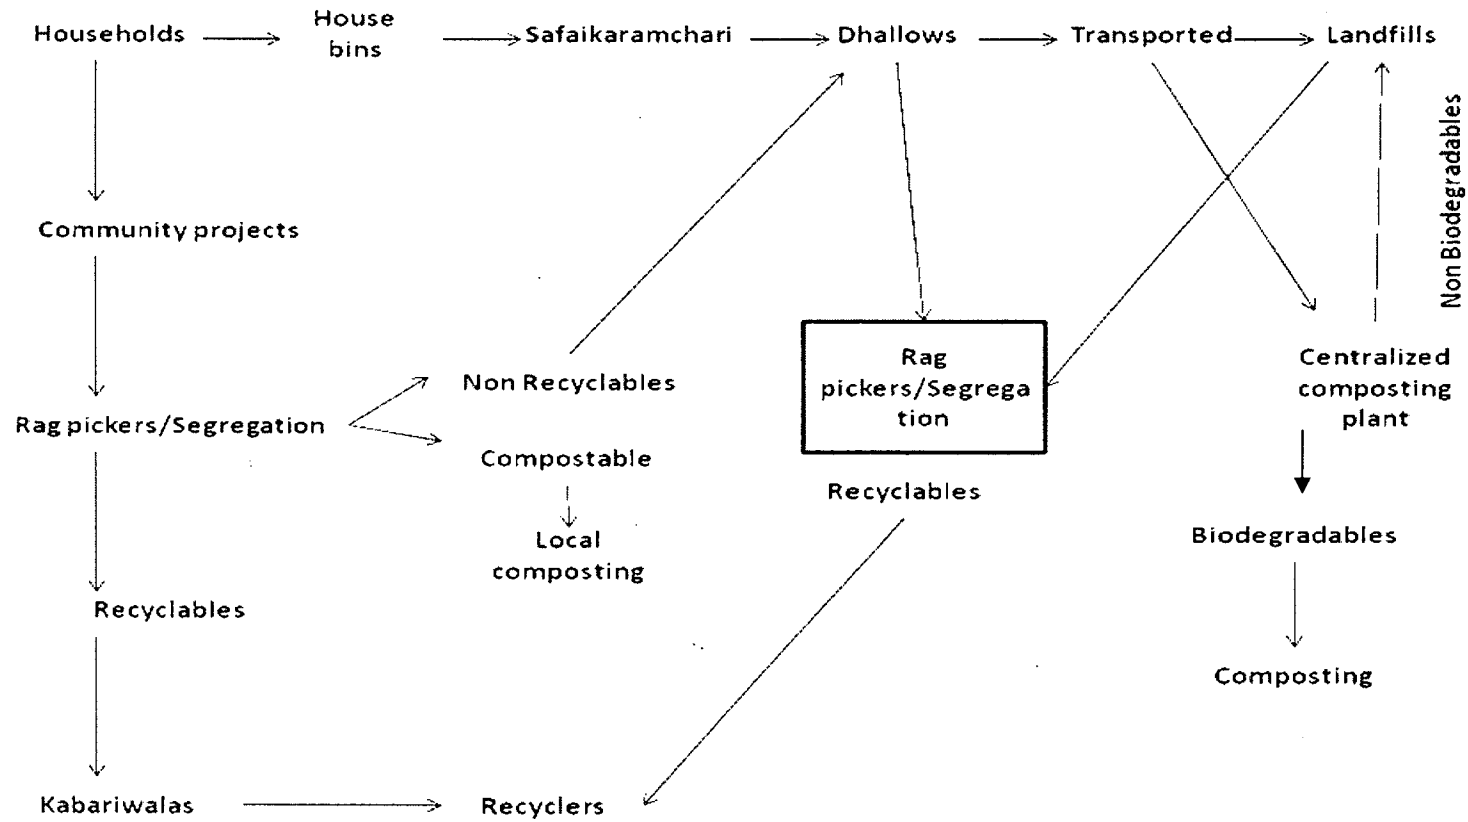 Households
House
bins
Safaikaramchari
Dhallows
Transported
Landfills
Non Biodegradables
Community projects
Rag pickers/Segregation
Non Recyclables
Compostable
Local
composting
Rag
pickers/Segrega
tion
Recyclables
Centralized
composting
plant
Biodegradables
Composting
Recyclables
Kabariwalas
Recyclers